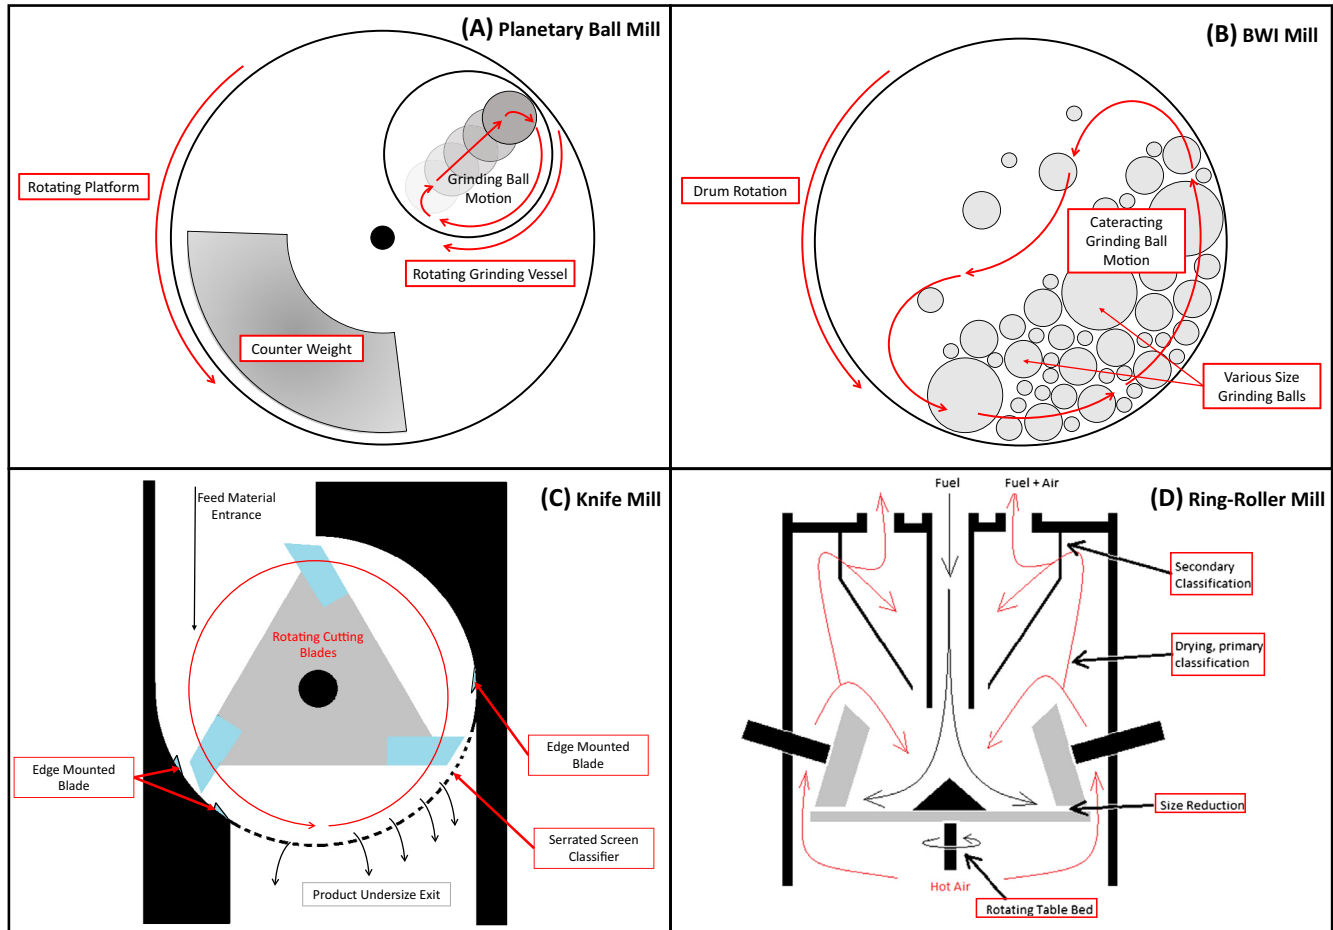 (A) Planetary Ball Mill
Rotating Platform
Grinding Ball
Motion
Rotating Grinding Vessel
Counter Weight
(B) BWI Mill
Drum Rotation
Cateracting
Grinding Ball
Motion
Various Size
Grinding Balls
(C) Knife Mill
Feed Material
Entrance
Rotating Cutting
Blades
Edge Mounted
Blade
Edge Mounted
Blade
Serrated Screen
Classifier
Product Undersize Exit
(D) Ring-Roller Mill
Fuel
Fuel + Air
Secondary
Classification
Drying, primary
classification
Size Reduction
Hot Air
Rotating Table Bed